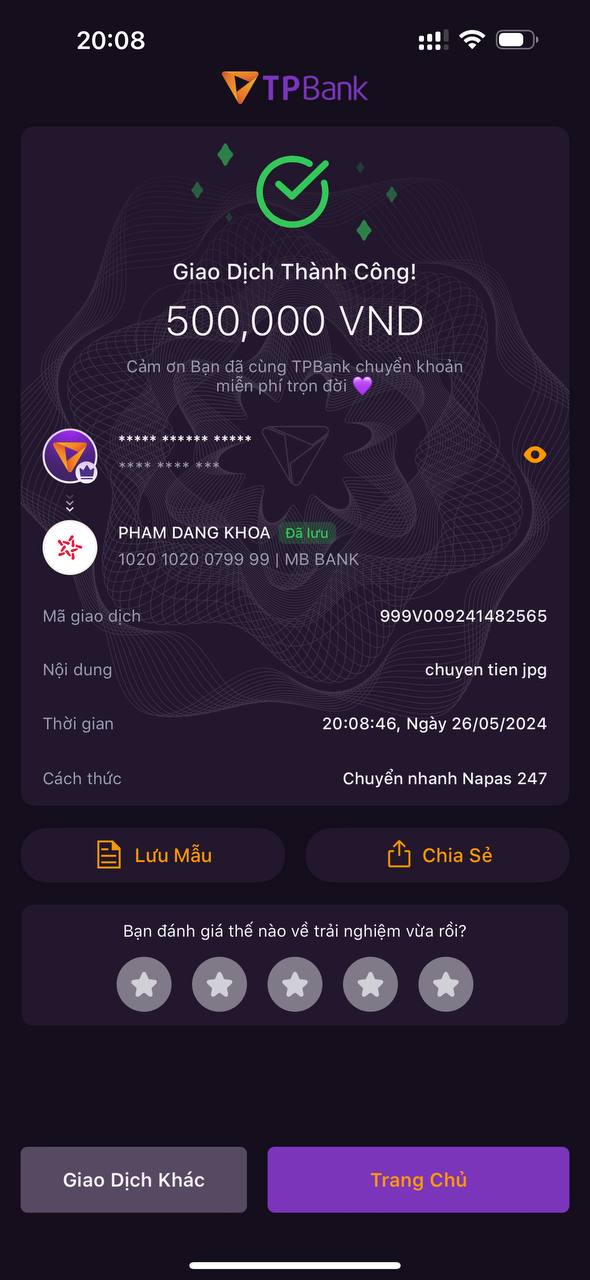 20:08
TPBank
Giao Dịch Thành Công!
500,000 VND
Cảm ơn Bạn đã cùng TPBank chuyển khoản
miễn phí trọn đời 💜
***** ****** *****
**** **** ***
PHAM DANG KHOA Đã lưu
1020 1020 0799 99 | MB BANK
Mã giao dịch 999V009241482565
Nội dung chuyen tien jpg
Thời gian 20:08:46, Ngày 26/05/2024
Cách thức Chuyển nhanh Napas 247
Lưu Mẫu Chia Sẻ
Bạn đánh giá thế nào về trải nghiệm vừa rồi?
Giao Dịch Khác Trang Chủ